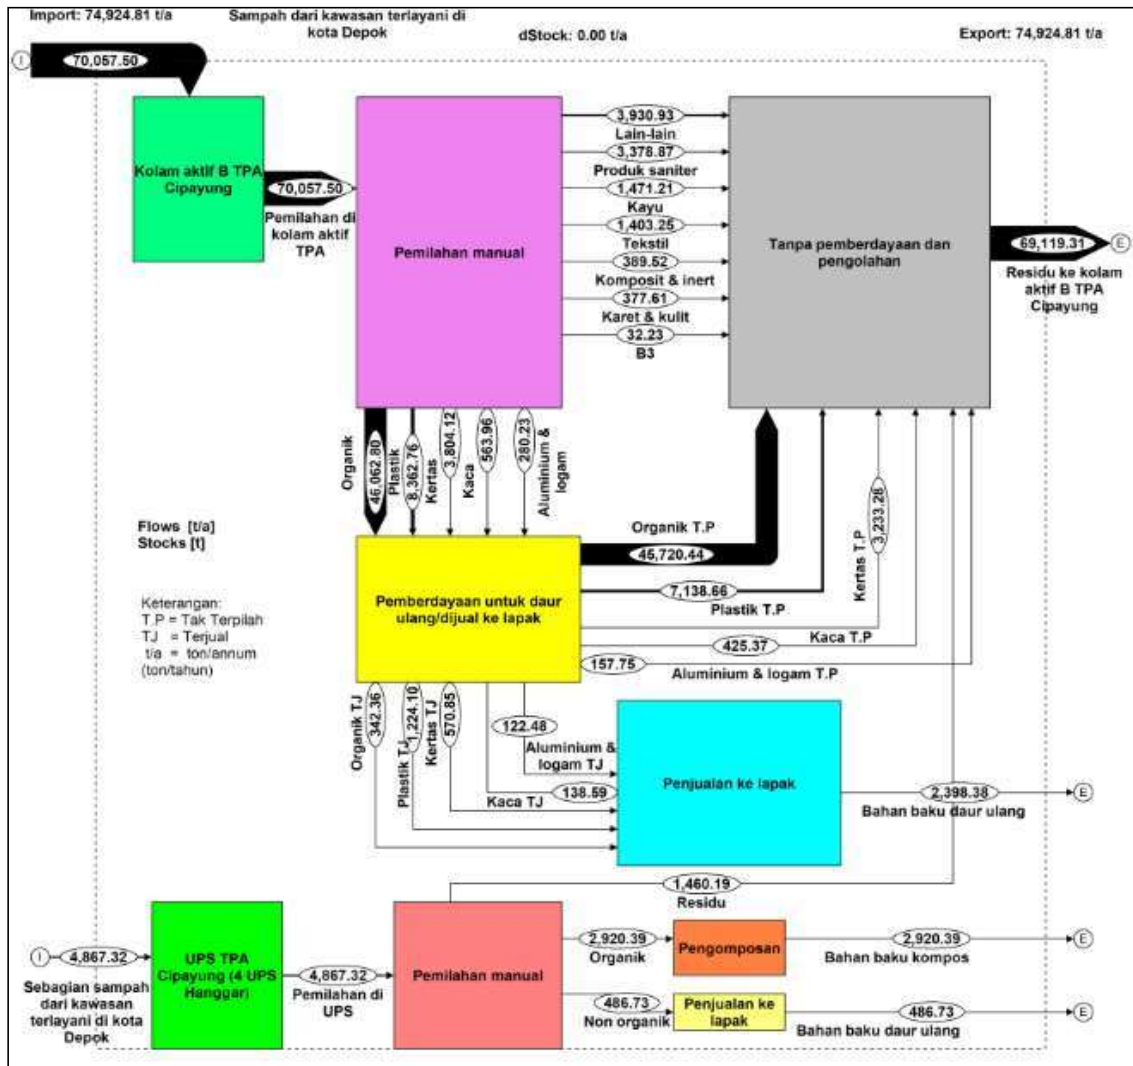 Import: 74,924.81 t/a
Sampah dari kawasan terlayani di
kota Depok
dStock: 0.00 t/a
Export: 74,924.81 t/a
I
70,057.50
Kolam aktif B TPA
Cipayung
70,057.50
Pemilahan di
kolam aktif
TPA
Pemilahan manual
3,930.93
Lain-lain
3,378.87
Produk saniter
1,471.21
Kayu
1,403.25
Tekstil
389.52
Komposit & inert
377.61
Karet & kulit
32.23
B3
Tanpa pemberdayaan dan
pengolahan
69,119.31
E
Residu ke kolam
aktif B TPA
Cipayung
Organik
46,062.80
Plastik
8,362.76
Kertas
3,804.12
Kaca
563.96
280.23
Aluminium &
logam
Flows [t/a]
Stocks [t]
Keterangan:
T.P = Tak Terpilah
TJ = Terjual
t/a = ton/annum
(ton/tahun)
Pemberdayaan untuk daur
ulang/dijual ke lapak
Organik T.P
45,720.44
7,138.66
Plastik T.P
Kertas T.P
3,233.28
Kaca T.P
425.37
157.75
Aluminium & logam T.P
Organik TJ
342.36
Plastik TJ
1,224.10
Kertas TJ
570.85
122.48
Aluminium &
logam TJ
138.59
Kaca TJ
Penjualan ke lapak
2,398.38
E
Bahan baku daur ulang
1,460.19
Residu
I
4,867.32
Sebagian sampah
dari kawasan
terlayani di kota
Depok
UPS TPA
Cipayung (4 UPS
Hanggar)
4,867.32
Pemilahan di
UPS
Pemilahan manual
2,920.39
Organik
Pengomposan
2,920.39
E
Bahan baku kompos
486.73
Non organik
Penjualan ke
lapak
486.73
E
Bahan baku daur ulang